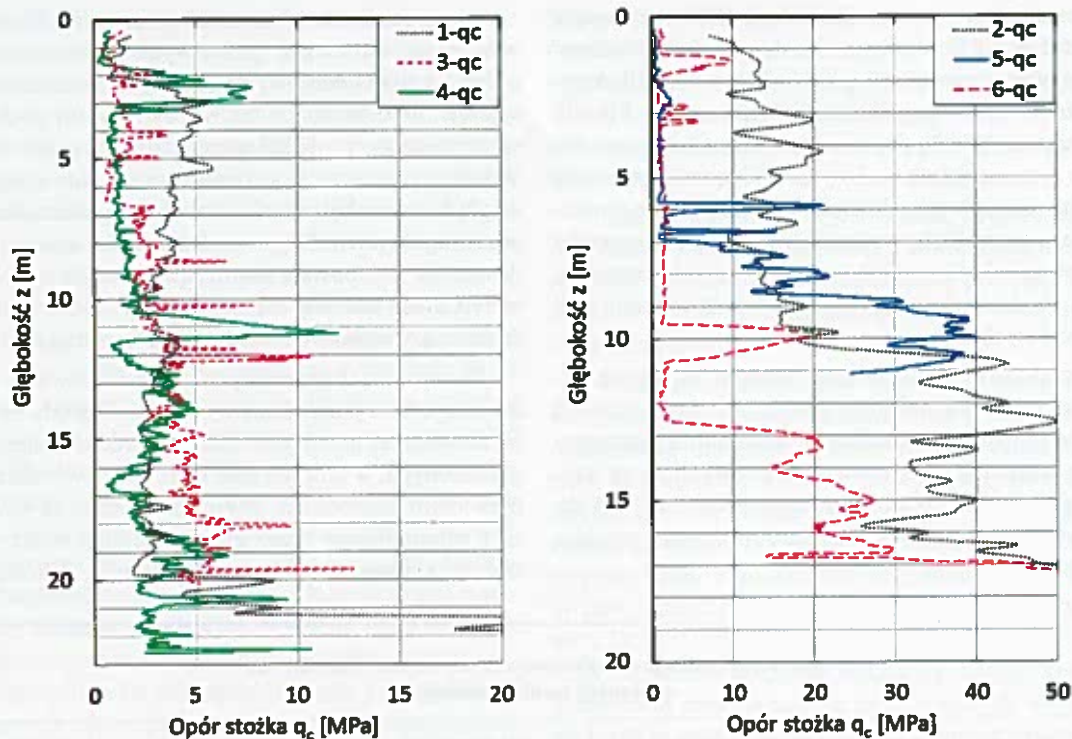 0
5
10
15
20
Głębokość z [m]
1-qc
3-qc
4-qc
0 5 10 15 20
Opór stożka qc [MPa]
0
5
10
15
20
Głębokość z [m]
2-qc
5-qc
6-qc
0 10 20 30 40 50
Opór stożka qc [MPa]